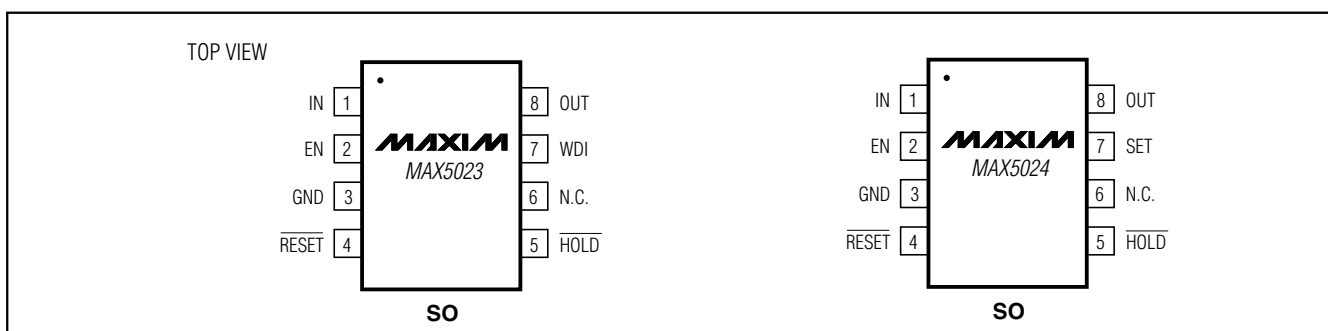 TOP VIEW
IN 1
EN 2
GND 3
RESET 4
MAXIM
MAX5023
8 OUT
7 WDI
6 N.C.
5 HOLD
SO
IN 1
EN 2
GND 3
RESET 4
MAXIM
MAX5024
8 OUT
7 SET
6 N.C.
5 HOLD
SO